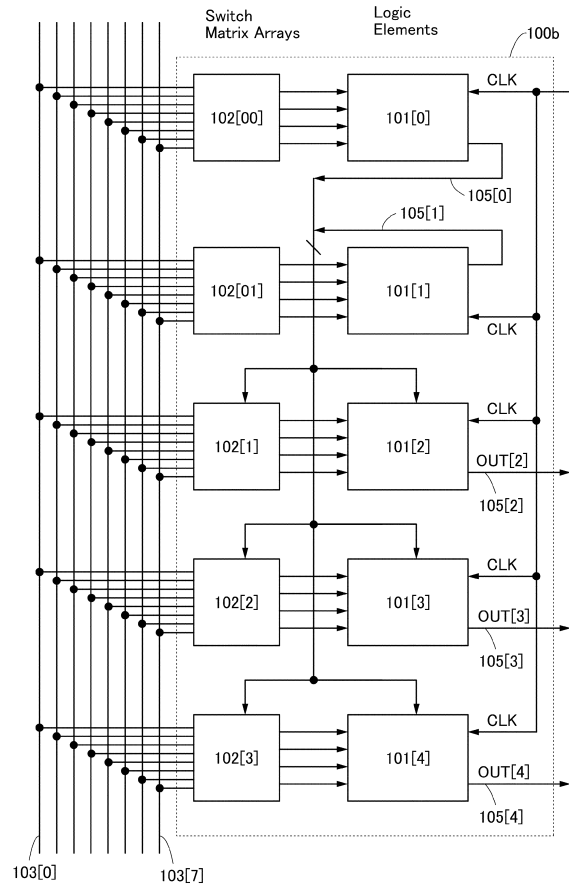 Switch
Matrix Arrays
Logic
Elements
100b
CLK
102[00]
101[0]
105[0]
105[1]
102[01]
101[1]
CLK
CLK
102[1]
101[2]
OUT[2]
105[2]
CLK
102[2]
101[3]
OUT[3]
105[3]
CLK
102[3]
101[4]
OUT[4]
105[4]
103[0]
103[7]